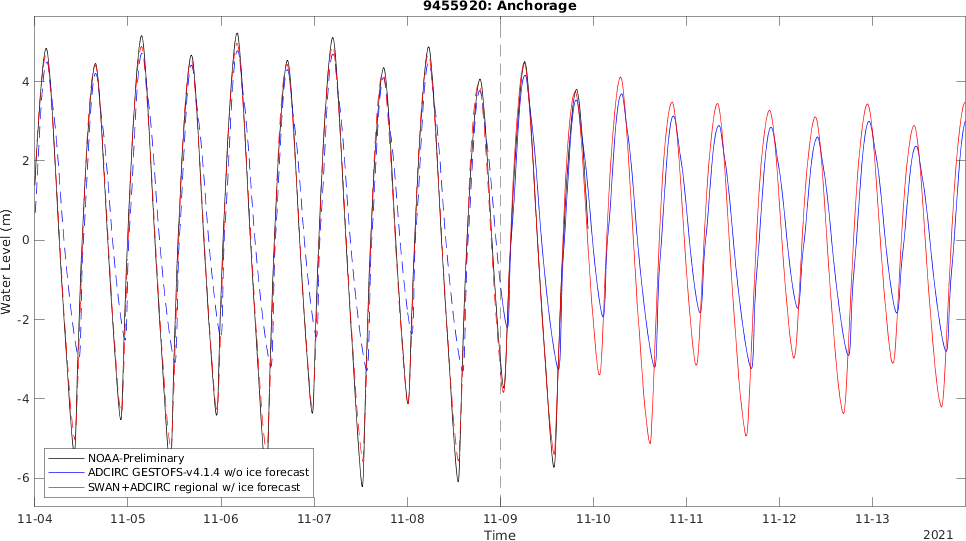 9455920: Anchorage
Water Level (m)
4
2
0
-2
-4
-6
NOAA-Preliminary
ADCIRC GESTOFS-v4.1.4 w/o ice forecast
SWAN+ADCIRC regional w/ ice forecast
11-04 11-05 11-06 11-07 11-08 11-09 11-10 11-11 11-12 11-13
Time
2021